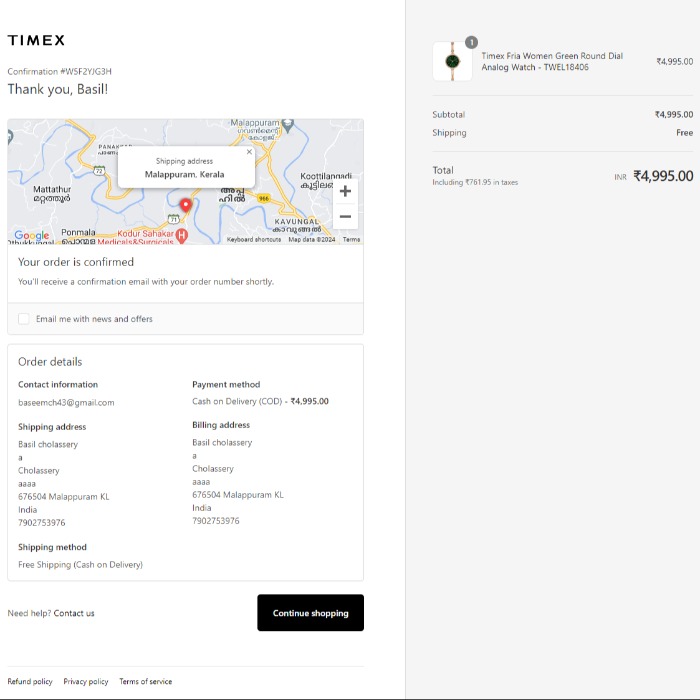 TIMEX
Confirmation #W5F2YJG3H
Thank you, Basil!
Malappuram
Shipping address
Malappuram, Kerala
×
72
Mattathur
മറ്റത്തൂർ
+
966
71
−
Ponmala
Kodur Sahakar
Medicals&Surgicals
H
KAVUNGAL
കാവുങ്ങൽ
Google
Keyboard shortcuts
Map data ©2024
Terms
Your order is confirmed
You'll receive a confirmation email with your order number shortly.
Email me with news and offers
Order details
Contact information
baseemch43@gmail.com
Shipping address
Basil cholassery
a
Cholassery
aaaa
676504 Malappuram KL
India
7902753976
Shipping method
Free Shipping (Cash on Delivery)
Payment method
Cash on Delivery (COD) - ₹4,995.00
Billing address
Basil cholassery
a
Cholassery
aaaa
676504 Malappuram KL
India
7902753976
Need help? Contact us
Continue shopping
Refund policy
Privacy policy
Terms of service
1
Timex Fria Women Green Round Dial
Analog Watch - TWEL18406
₹4,995.00
Subtotal
₹4,995.00
Shipping
Free
Total
Including ₹761.95 in taxes
INR ₹4,995.00